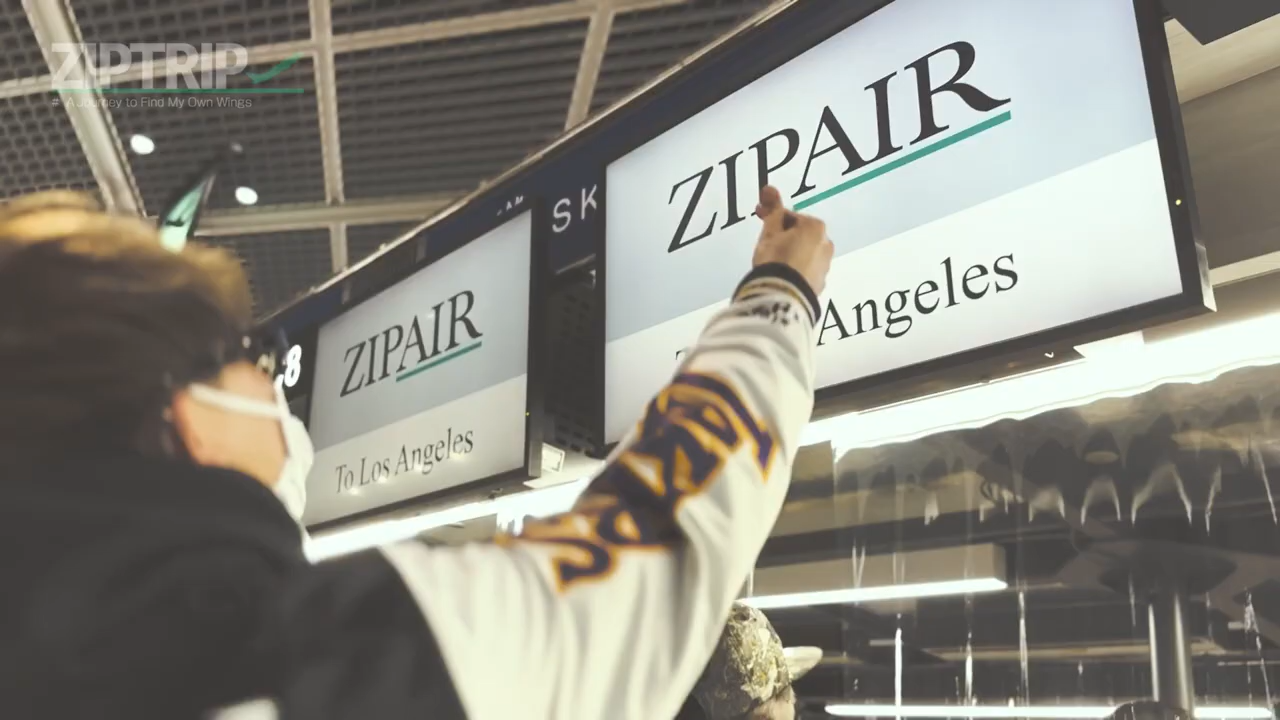 ZIPTRIP
# A Journey to Find My Own Wings
ZIPAIR
Angeles
SK
8
ZIPAIR
To Los Angeles